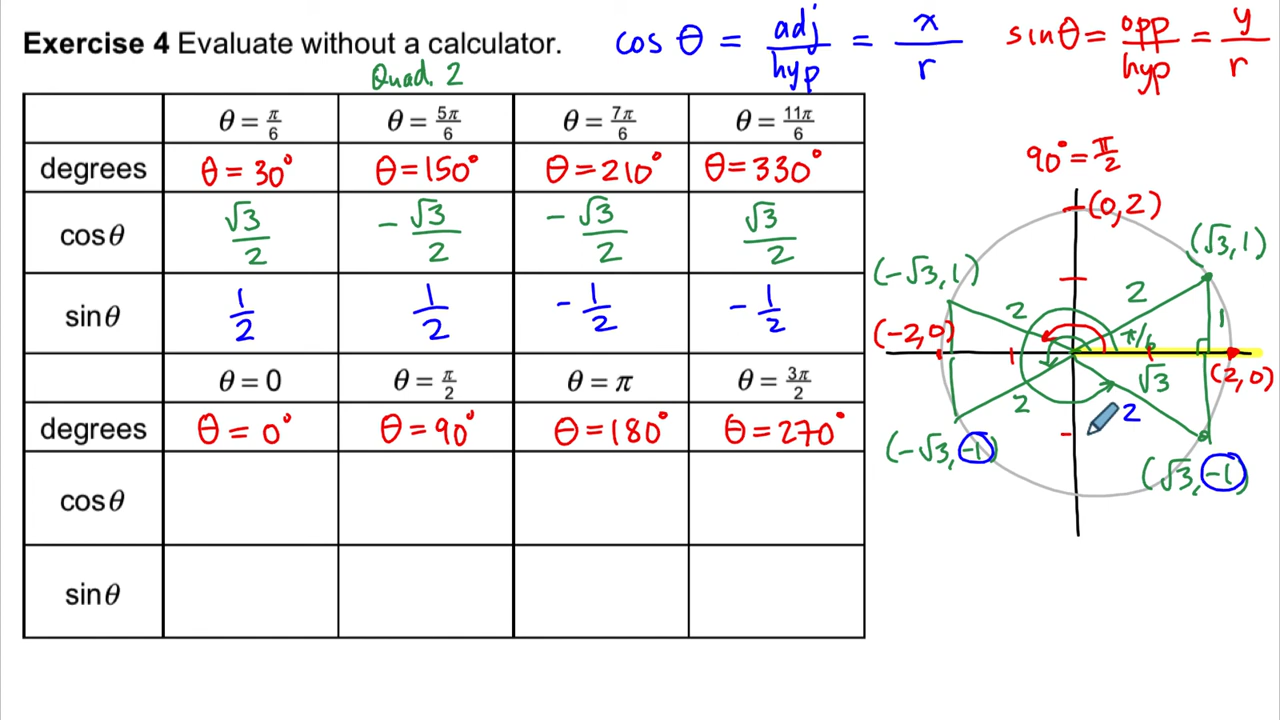 Exercise 4 Evaluate without a calculator.
cos θ = adj/hyp = x/r
sinθ = opp/hyp = y/r
Quad. 2
θ = π/6 θ = 5π/6 θ = 7π/6 θ = 11π/6
degrees θ = 30° θ = 150° θ = 210° θ = 330°
cosθ √3/2 -√3/2 -√3/2 √3/2
sinθ 1/2 1/2 -1/2 -1/2
θ = 0 θ = π/2 θ = π θ = 3π/2
degrees θ = 0° θ = 90° θ = 180° θ = 270°
cosθ
sinθ
90° = π/2
(0,2)
(√3,1)
(-√3,1)
2 2 1
(-2,0) π/6
√3 (2,0)
2 2
(-√3,-1) (√3,-1)